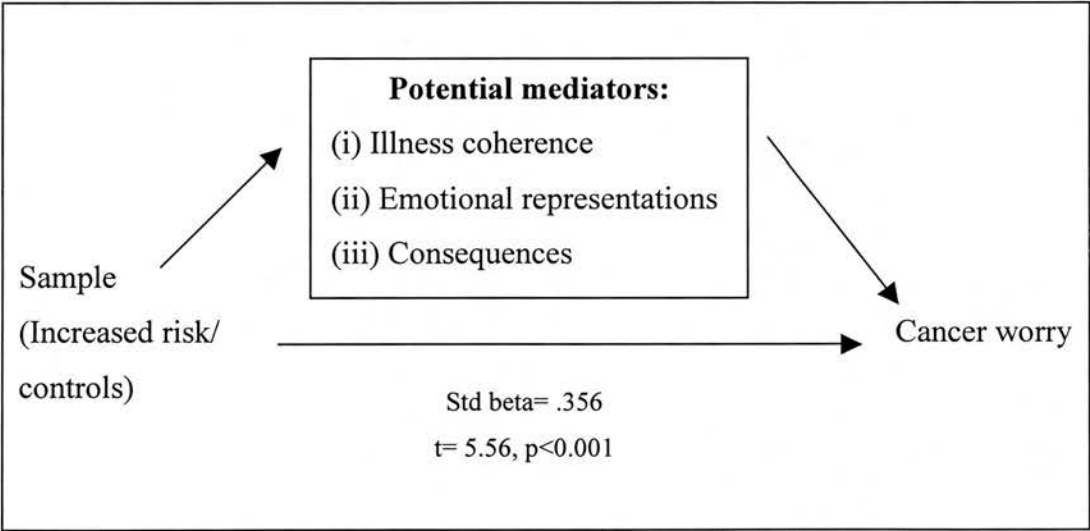 Potential mediators:
(i) Illness coherence
(ii) Emotional representations
(iii) Consequences
Sample
(Increased risk/
controls)
Cancer worry
Std beta= .356
t= 5.56, p<0.001